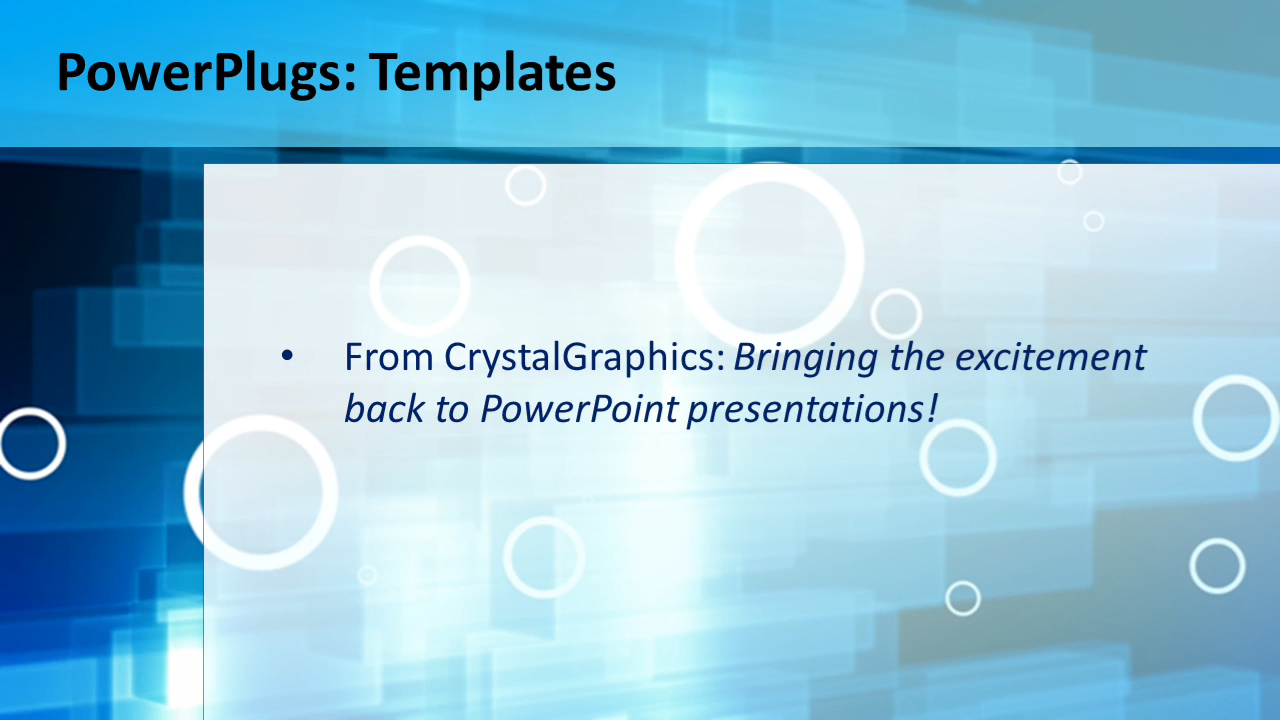 PowerPlugs: Templates
• From CrystalGraphics: Bringing the excitement
back to PowerPoint presentations!